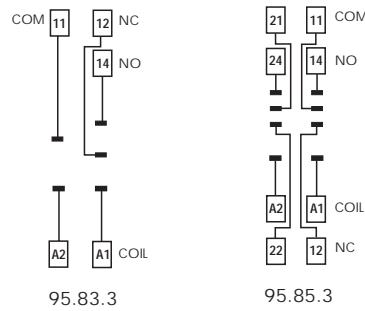 COM 11 12 NC
14 NO
A2 A1 COIL
95.83.3
21 11 COM
24 14 NO
A2 A1 COIL
22 12 NC
95.85.3